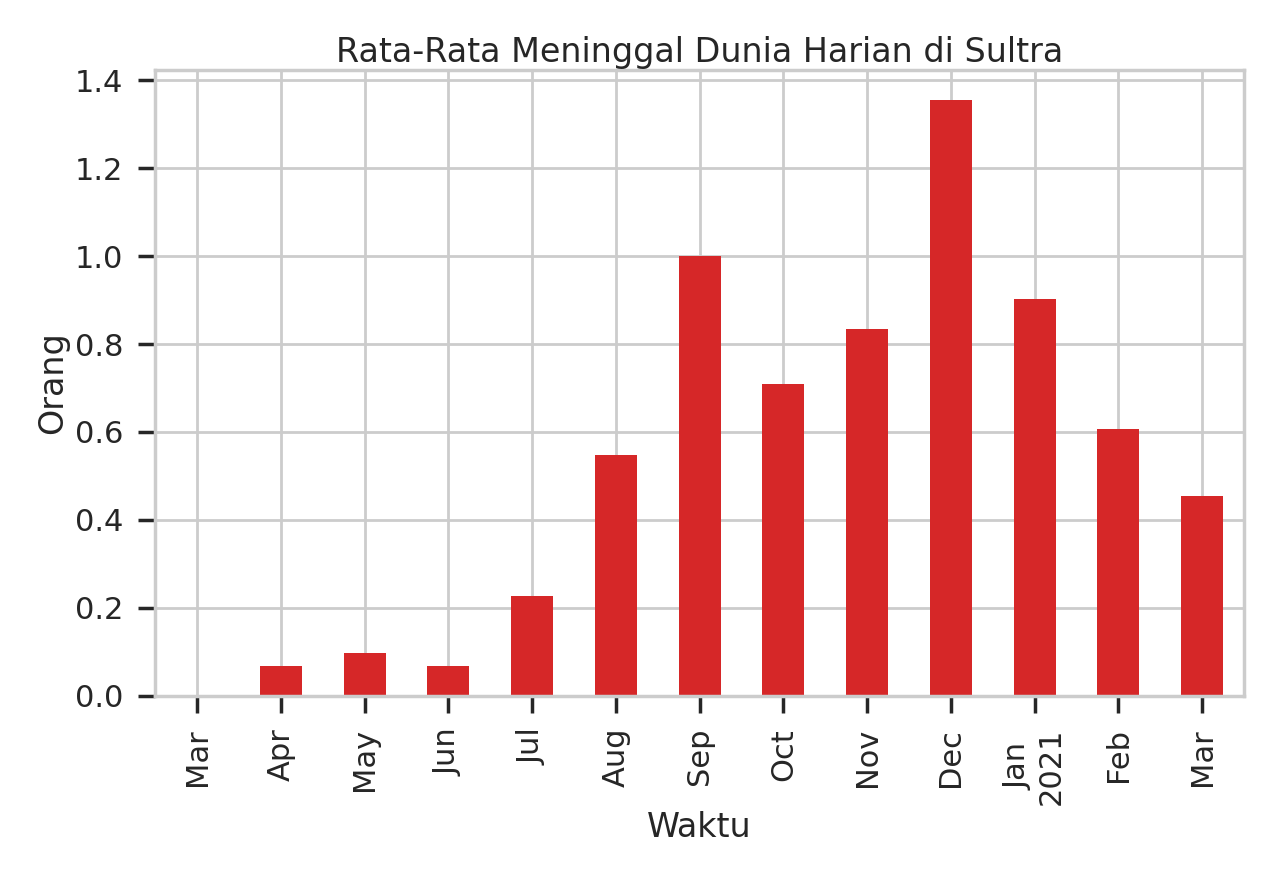 Rata-Rata Meninggal Dunia Harian di Sultra
1.4
1.2
1.0
0.8
0.6
0.4
0.2
0.0
Orang
Mar
Apr
May
Jun
Jul
Aug
Sep
Oct
Nov
Dec
Jan
2021
Feb
Mar
Waktu